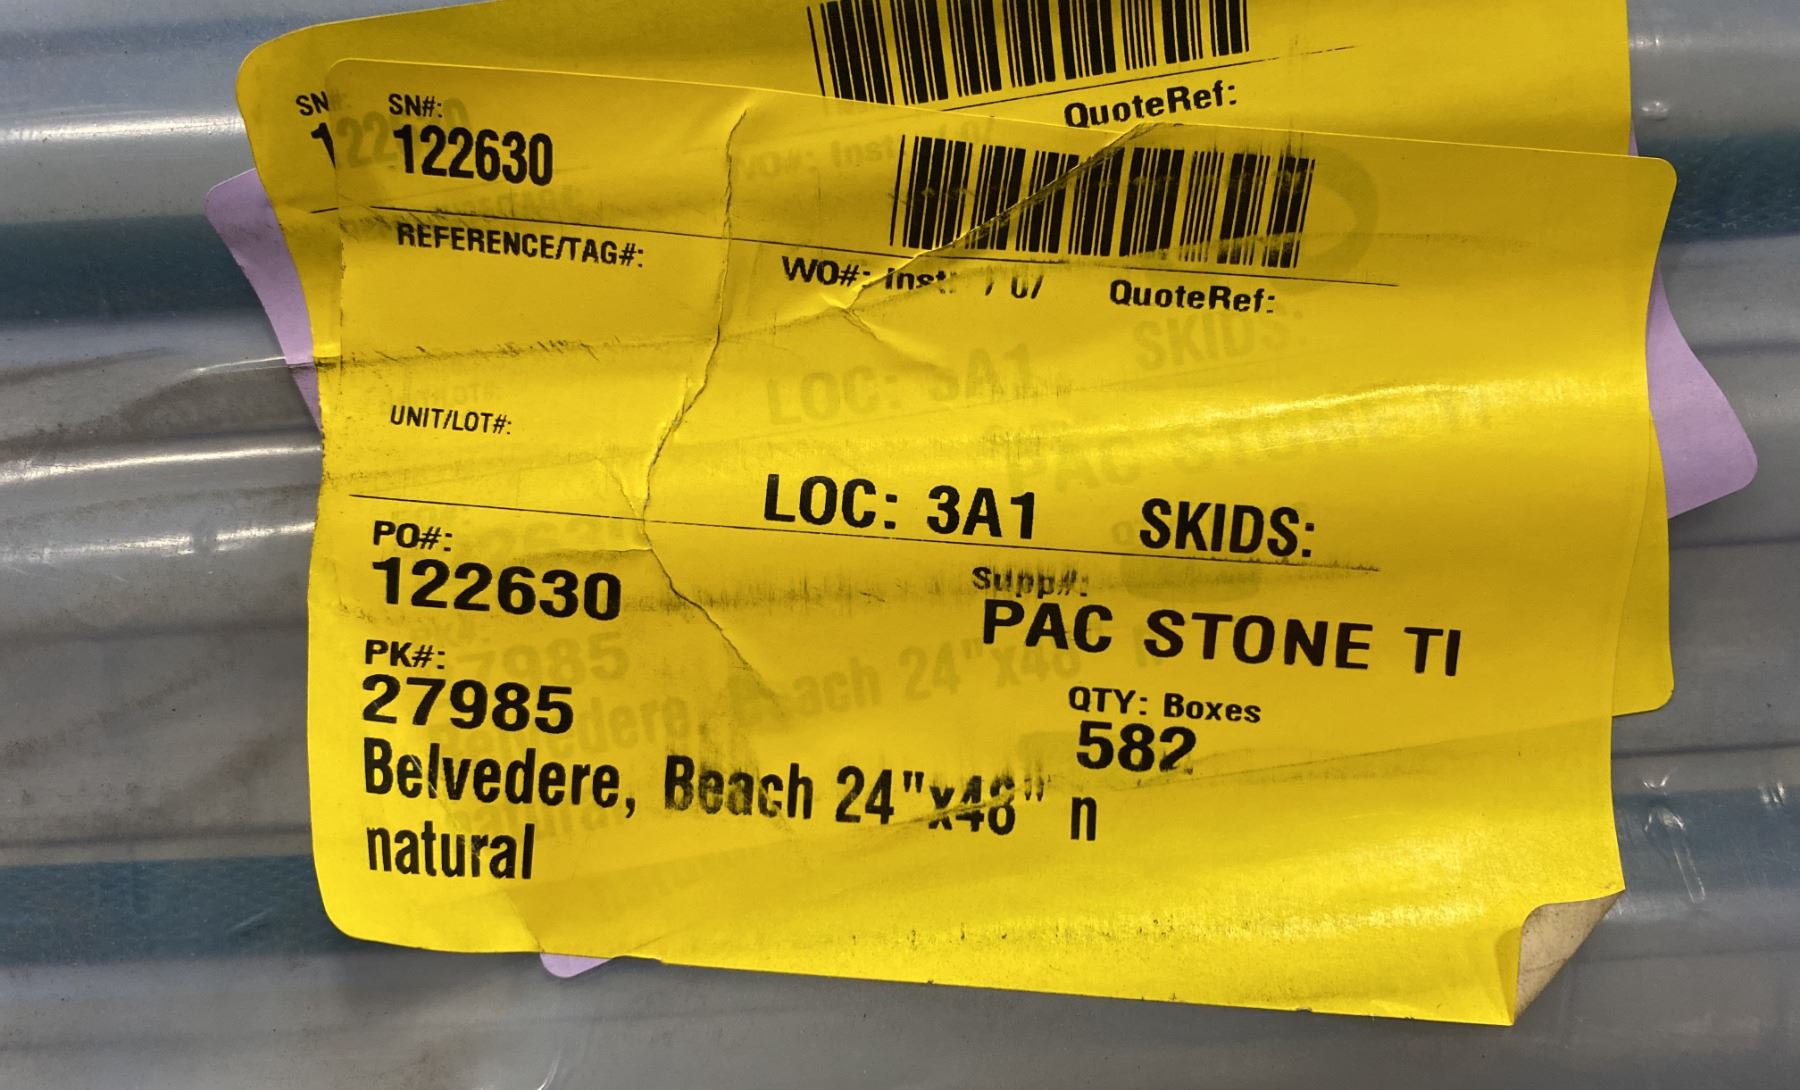 QuoteRef:
SN
SN#:
122630
REFERENCE/TAG#:
WO#: Inst:
QuoteRef:
UNIT/LOT#:
LOC: 3A1 SKIDS:
PO#:
122630
Supp#:
PAC STONE TI
PK#:
27985
QTY: Boxes
582
Belvedere, Beach 24"x48" n
natural